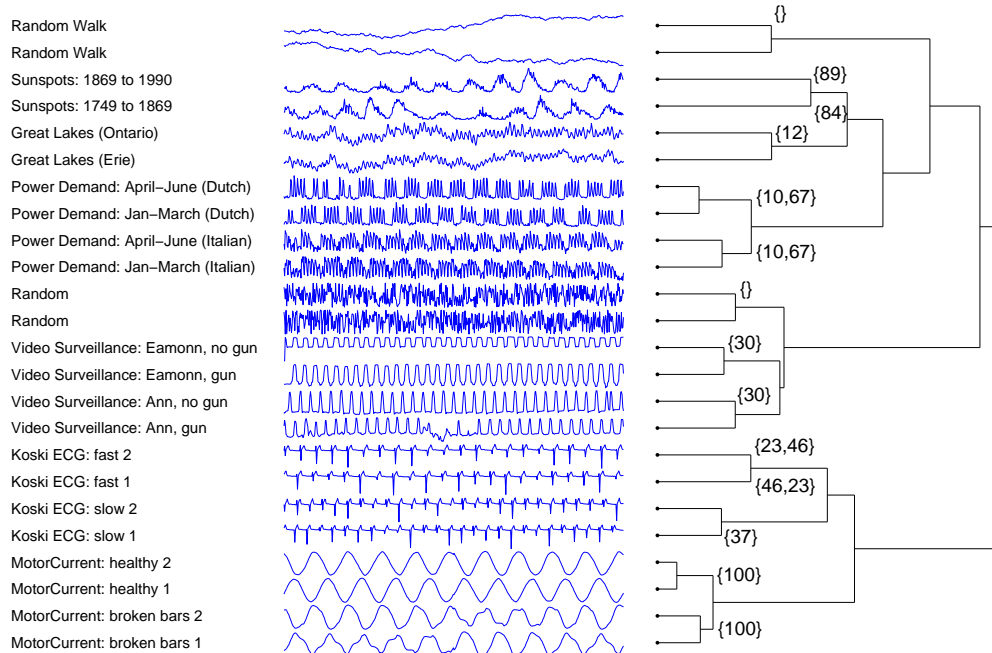 Random Walk
{}
Random Walk
Sunspots: 1869 to 1990
{89}
Sunspots: 1749 to 1869
{84}
Great Lakes (Ontario)
{12}
Great Lakes (Erie)
Power Demand: April−June (Dutch)
{10,67}
Power Demand: Jan−March (Dutch)
Power Demand: April−June (Italian)
{10,67}
Power Demand: Jan−March (Italian)
Random
{}
Random
Video Surveillance: Eamonn, no gun
{30}
Video Surveillance: Eamonn, gun
Video Surveillance: Ann, no gun
{30}
Video Surveillance: Ann, gun
Koski ECG: fast 2
{23,46}
Koski ECG: fast 1
{46,23}
Koski ECG: slow 2
Koski ECG: slow 1
{37}
MotorCurrent: healthy 2
{100}
MotorCurrent: healthy 1
MotorCurrent: broken bars 2
{100}
MotorCurrent: broken bars 1